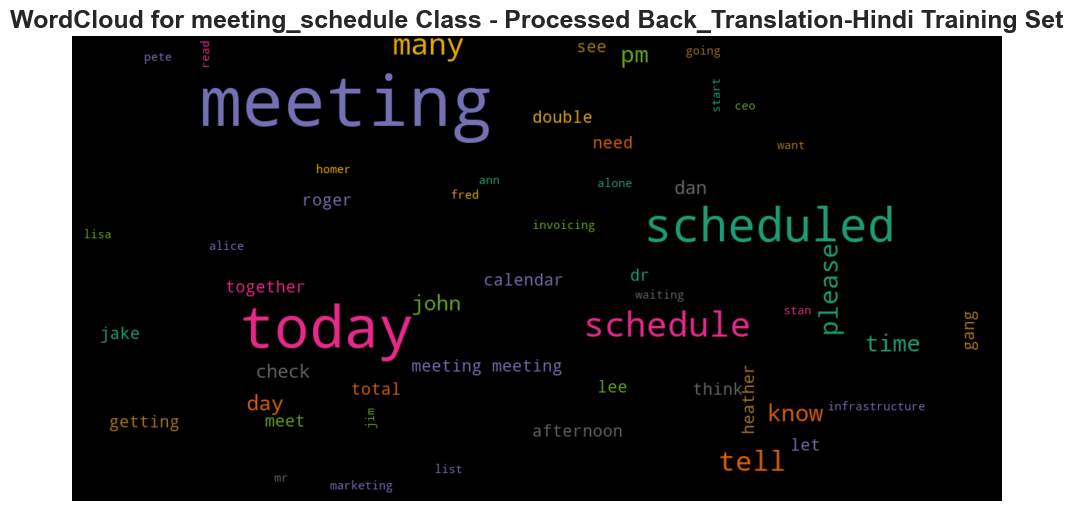 WordCloud for meeting_schedule Class - Processed Back_Translation-Hindi Training Set
many
see
pm
going
pete
read
meeting
start
ceo
double
need
want
homer
ann
alone
dan
fred
roger
invoicing
scheduled
lisa
alice
please
calendar
dr
together
waiting
john
stan
today
schedule
gang
jake
time
meeting meeting
check
total
lee
think
heather
day
know
infrastructure
getting
meet
jim
afternoon
let
tell
list
mr
marketing